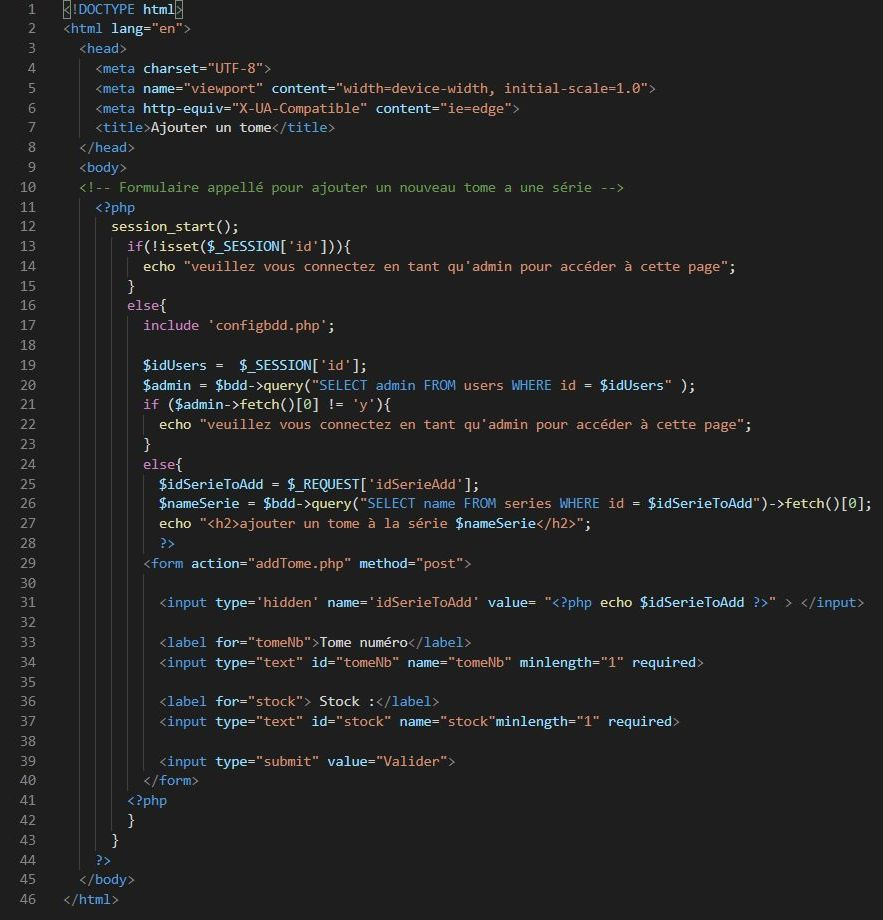 1 <!DOCTYPE html>
2 <html lang="en">
3 <head>
4 <meta charset="UTF-8">
5 <meta name="viewport" content="width=device-width, initial-scale=1.0">
6 <meta http-equiv="X-UA-Compatible" content="ie=edge">
7 <title>Ajouter un tome</title>
8 </head>
9 <body>
10 <!-- Formulaire appellé pour ajouter un nouveau tome a une série -->
11 <?php
12 session_start();
13 if(!isset($_SESSION['id'])){
14 echo "veuillez vous connectez en tant qu'admin pour accéder à cette page";
15 }
16 else{
17 include 'configbdd.php';
18
19 $idUsers =  $_SESSION['id'];
20 $admin = $bdd->query("SELECT admin FROM users WHERE id = $idUsers" );
21 if ($admin->fetch()[0] != 'y'){
22 echo "veuillez vous connectez en tant qu'admin pour accéder à cette page";
23 }
24 else{
25 $idSerieToAdd = $_REQUEST['idSerieAdd'];
26 $nameSerie = $bdd->query("SELECT name FROM series WHERE id = $idSerieToAdd")->fetch()[0];
27 echo "<h2>ajouter un tome à la série $nameSerie</h2>";
28 ?>
29 <form action="addTome.php" method="post">
30
31 <input type='hidden' name='idSerieToAdd' value= "<?php echo $idSerieToAdd ?>" > </input>
32
33 <label for="tomeNb">Tome numéro</label>
34 <input type="text" id="tomeNb" name="tomeNb" minlength="1" required>
35
36 <label for="stock"> Stock :</label>
37 <input type="text" id="stock" name="stock"minlength="1" required>
38
39 <input type="submit" value="Valider">
40 </form>
41 <?php
42 }
43 }
44 ?>
45 </body>
46 </html>